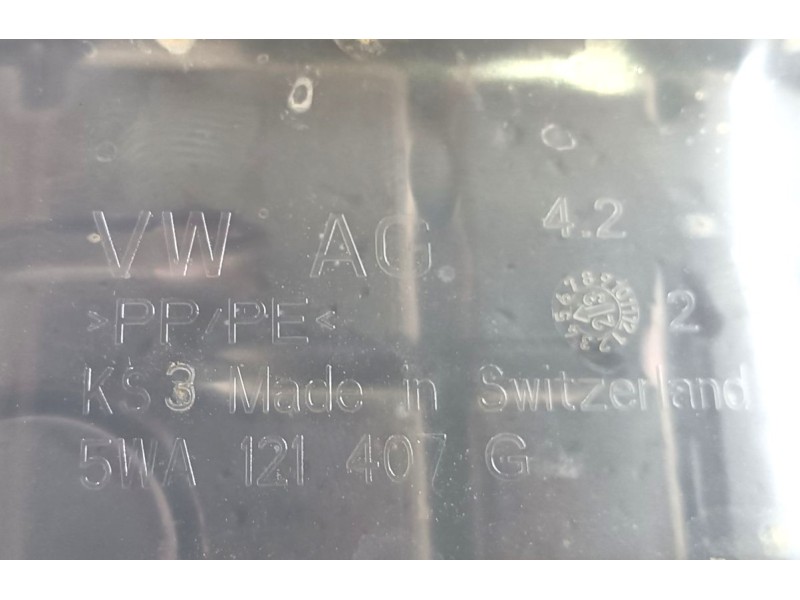 VW AG 4.2
>PP/PE< 2
KS3 Made in Switzerland
5WA 121 407 G